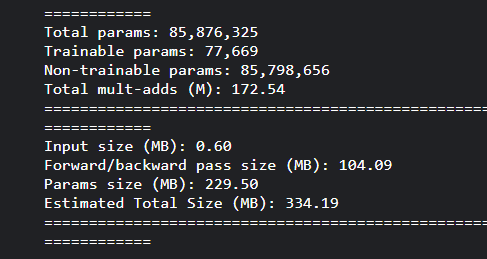 ============
Total params: 85,876,325
Trainable params: 77,669
Non-trainable params: 85,798,656
Total mult-adds (M): 172.54
==================================================
============
Input size (MB): 0.60
Forward/backward pass size (MB): 104.09
Params size (MB): 229.50
Estimated Total Size (MB): 334.19
==================================================
============